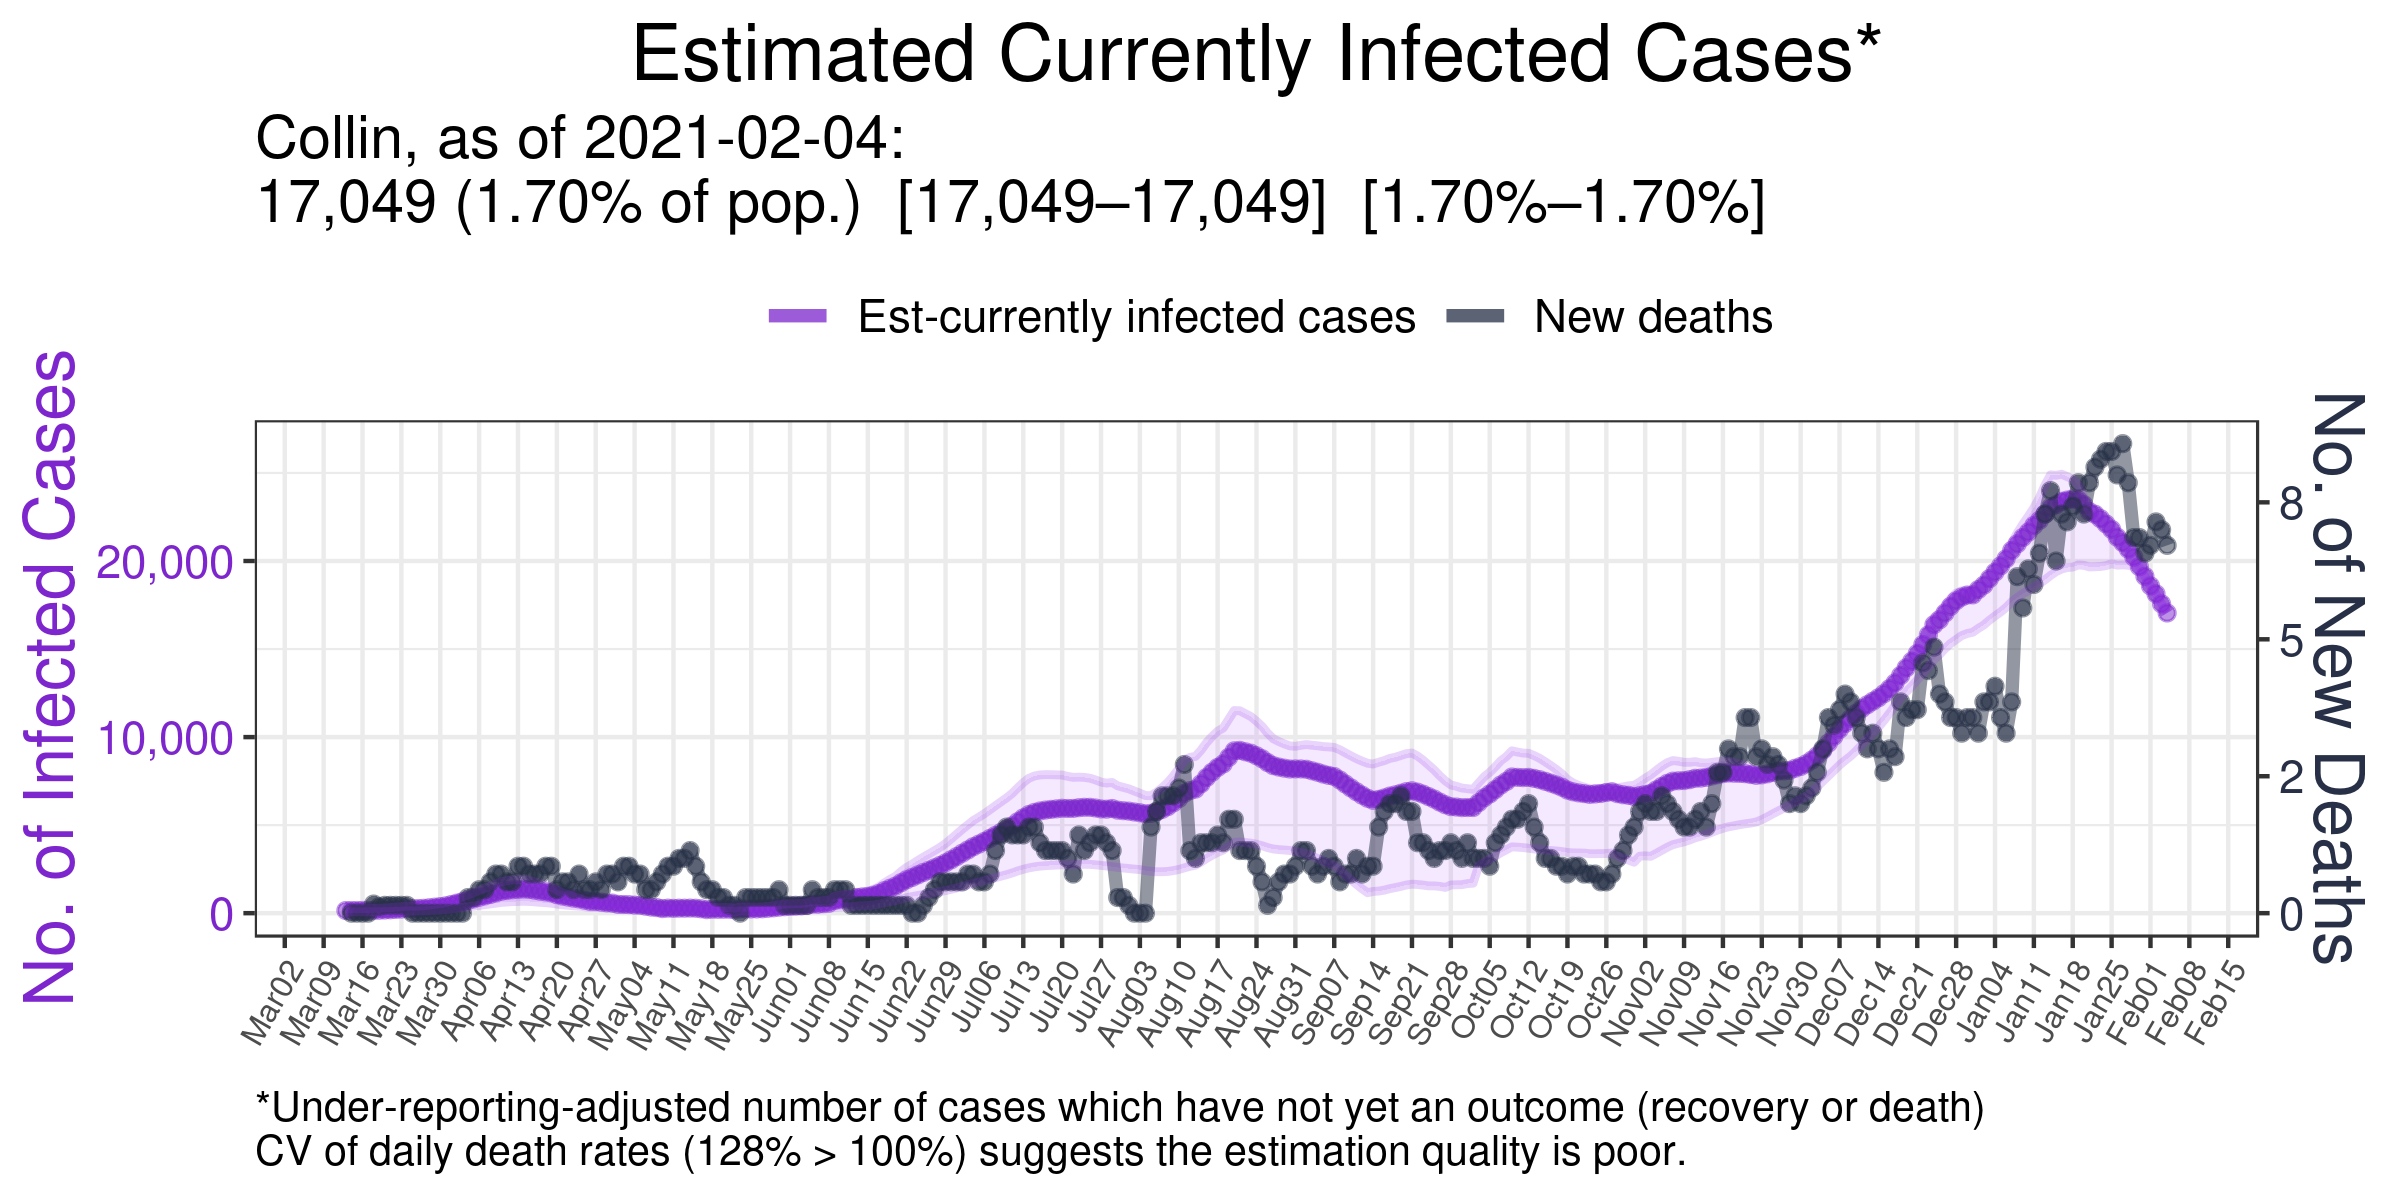 Estimated Currently Infected Cases*
Collin, as of 2021-02-04:
17,049 (1.70% of pop.)  [17,049–17,049]  [1.70%–1.70%]
Est-currently infected cases
New deaths
No. of Infected Cases
20,000
10,000
0
No. of New Deaths
8
5
2
0
Mar02
Mar09
Mar16
Mar23
Mar30
Apr06
Apr13
Apr20
Apr27
May04
May11
May18
May25
Jun01
Jun08
Jun15
Jun22
Jun29
Jul06
Jul13
Jul20
Jul27
Aug03
Aug10
Aug17
Aug24
Aug31
Sep07
Sep14
Sep21
Sep28
Oct05
Oct12
Oct19
Oct26
Nov02
Nov09
Nov16
Nov23
Nov30
Dec07
Dec14
Dec21
Dec28
Jan04
Jan11
Jan18
Jan25
Feb01
Feb08
Feb15
*Under-reporting-adjusted number of cases which have not yet an outcome (recovery or death)
CV of daily death rates (128% > 100%) suggests the estimation quality is poor.